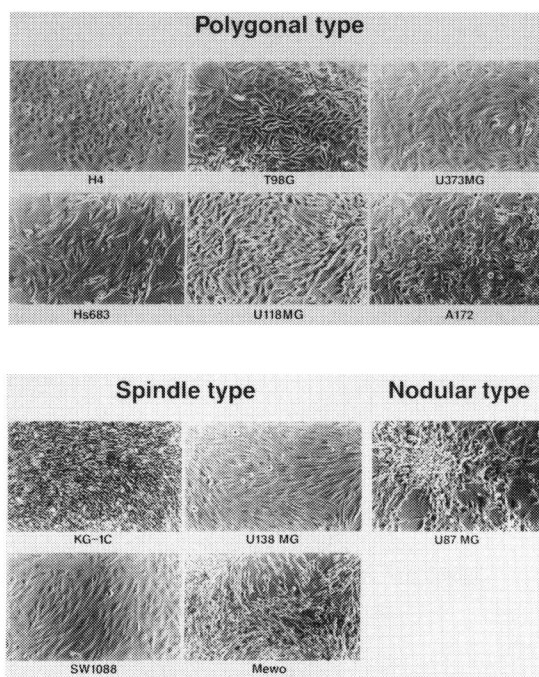 Polygonal type
H4 T98G U373MG
Hs683 U118MG A172
Spindle type Nodular type
KG-1C U138 MG U87 MG
SW1088 Mewo